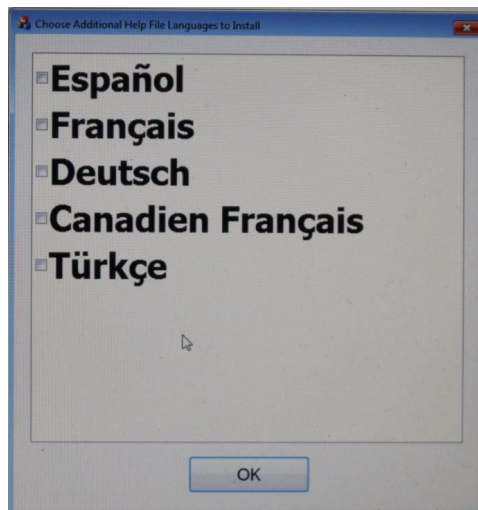 Choose Additional Help File Languages to Install
Español
Français
Deutsch
Canadien Français
Türkçe
OK